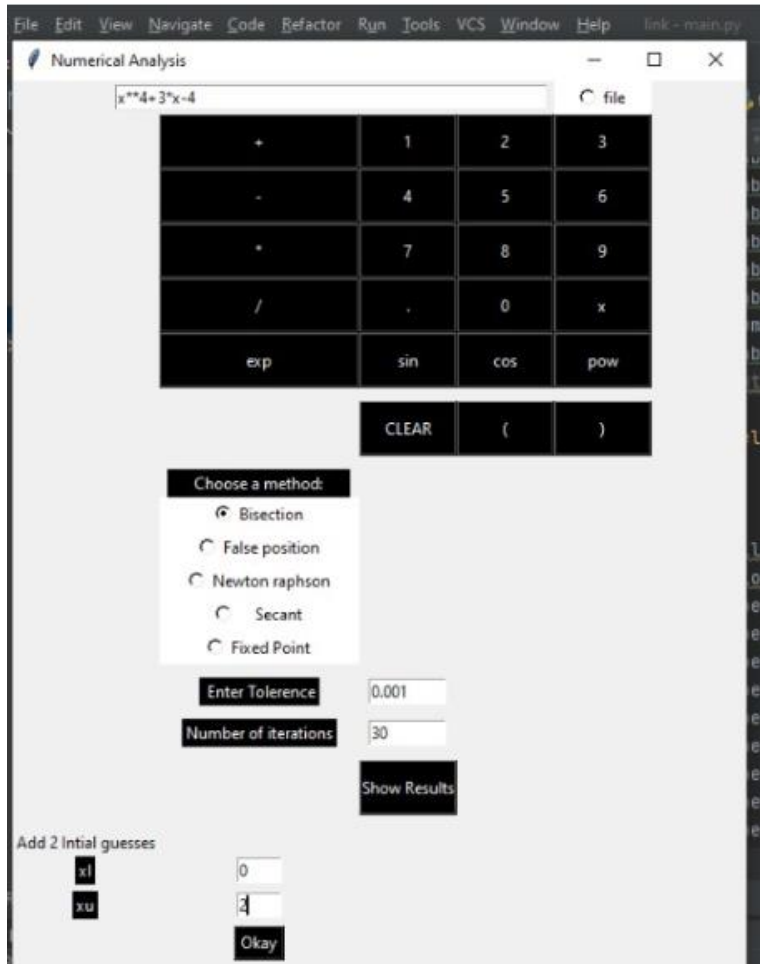 File Edit View Navigate Code Refactor Run Tools VCS Window Help link - main.py
Numerical Analysis
x**4+3*x-4 file
+ 1 2 3
- 4 5 6
* 7 8 9
/ . 0 x
exp sin cos pow
CLEAR ( )
Choose a method:
Bisection
False position
Newton raphson
Secant
Fixed Point
Enter Tolerence 0.001
Number of iterations 30
Show Results
Add 2 Intial guesses
xl 0
xu 2
Okay